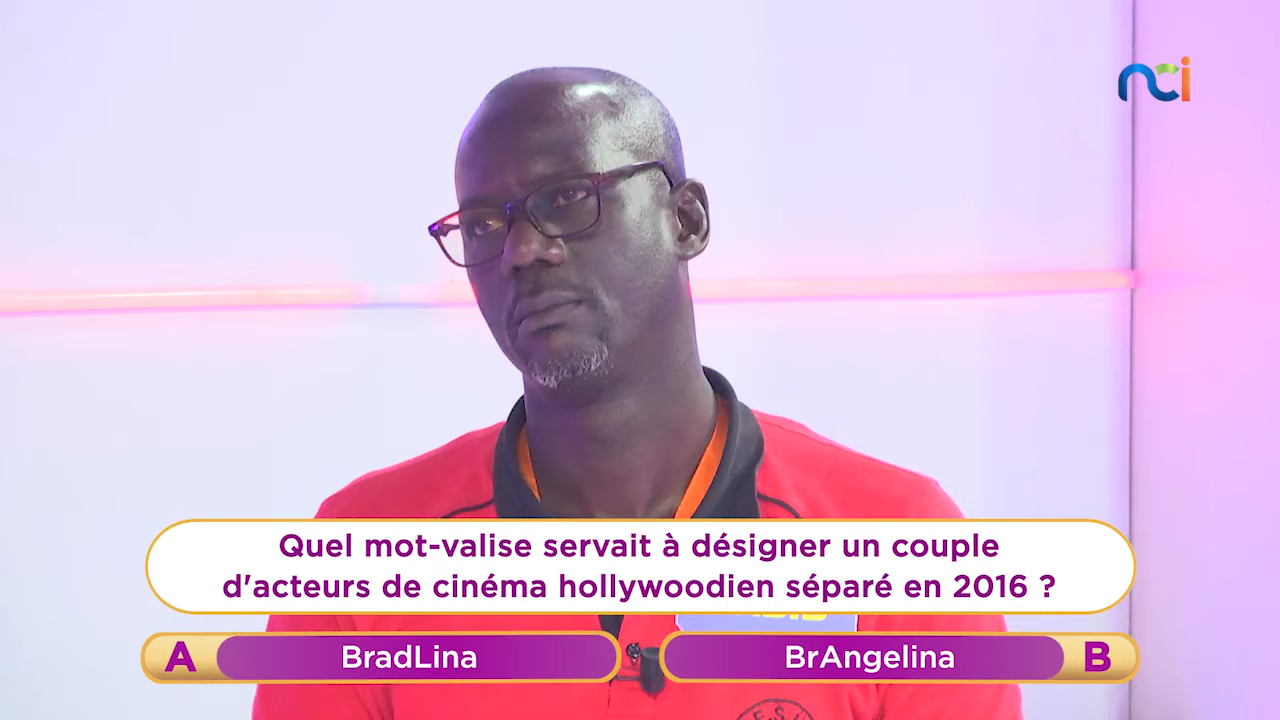 nci
Quel mot-valise servait à désigner un couple
d'acteurs de cinéma hollywoodien séparé en 2016 ?
A BradLina
BrAngelina B